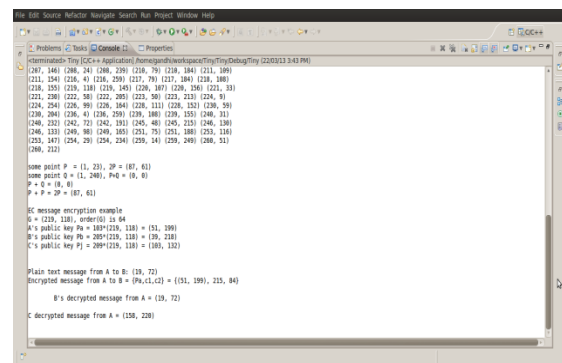 File Edit Source Refactor Navigate Search Run Project Window Help
C/C++
Problems Tasks Console Properties
<terminated> Tiny [C/C++ Application] /home/gandhi/workspace/Tiny/Tiny/Debug/Tiny (22/03/13 3:43 PM)
(207, 146) (208, 24) (208, 239) (210, 79) (210, 184) (211, 109)
(211, 154) (216, 4) (216, 259) (217, 79) (217, 184) (218, 108)
(218, 155) (219, 118) (219, 145) (220, 107) (220, 156) (221, 33)
(221, 230) (222, 58) (222, 205) (223, 50) (223, 213) (224, 9)
(224, 254) (226, 99) (226, 164) (228, 111) (228, 152) (230, 59)
(230, 204) (236, 4) (236, 259) (239, 108) (239, 155) (240, 31)
(240, 232) (242, 72) (242, 191) (245, 48) (245, 215) (246, 130)
(246, 133) (249, 98) (249, 165) (251, 75) (251, 188) (253, 116)
(253, 147) (254, 29) (254, 234) (259, 14) (259, 249) (260, 51)
(260, 212)
some point P = (1, 23), 2P = (87, 61)
some point Q = (1, 240), P+Q = (0, 0)
P + Q = (0, 0)
P + P = 2P = (87, 61)
EC message encryption example
G = (219, 118), order(G) is 64
A's public key Pa = 103*(219, 118) = (51, 199)
B's public key Pb = 205*(219, 118) = (39, 218)
C's public key Pj = 209*(219, 118) = (103, 132)
Plain text message from A to B: (19, 72)
Encrypted message from A to B = {Pa,c1,c2} = {(51, 199), 215, 84}
B's decrypted message from A = (19, 72)
C decrypted message from A = (158, 220)